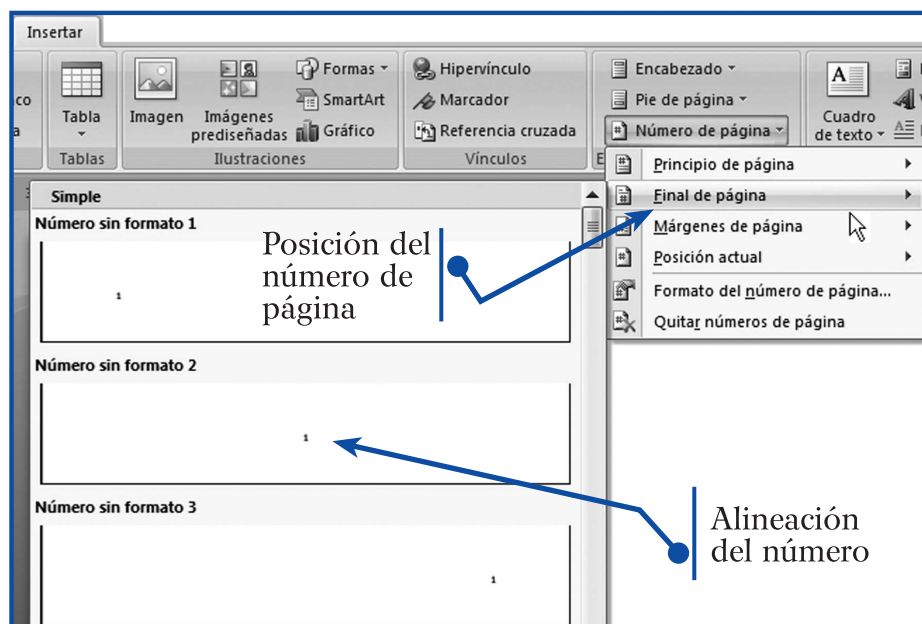 Insertar
Tabla
Tablas
Imagen
Imágenes
prediseñadas
Formas
SmartArt
Gráfico
Ilustraciones
Hipervínculo
Marcador
Referencia cruzada
Vínculos
Encabezado
Pie de página
Número de página
A
Cuadro
de texto
Principio de página
Final de página
Márgenes de página
Posición actual
Formato del número de página...
Quitar números de página
Simple
Número sin formato 1
1
Número sin formato 2
1
Número sin formato 3
1
Posición del
número de
página
Alineación
del número